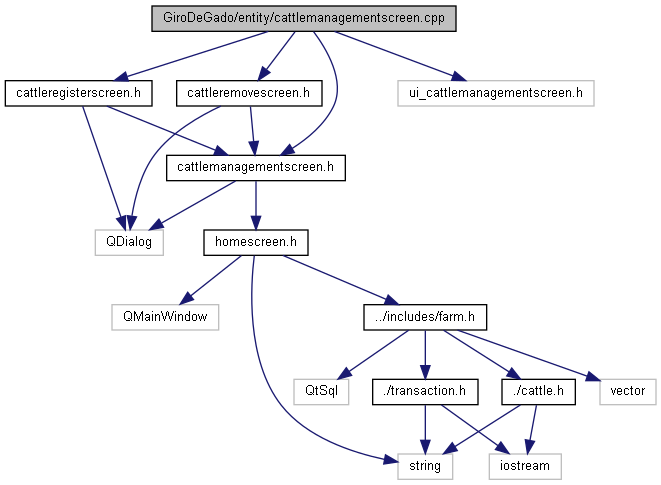 GiroDeGado/entity/cattlemanagementscreen.cpp
cattleregisterscreen.h
cattleremovescreen.h
ui_cattlemanagementscreen.h
cattlemanagementscreen.h
QDialog
homescreen.h
QMainWindow
../includes/farm.h
QtSql
./transaction.h
./cattle.h
vector
string
iostream